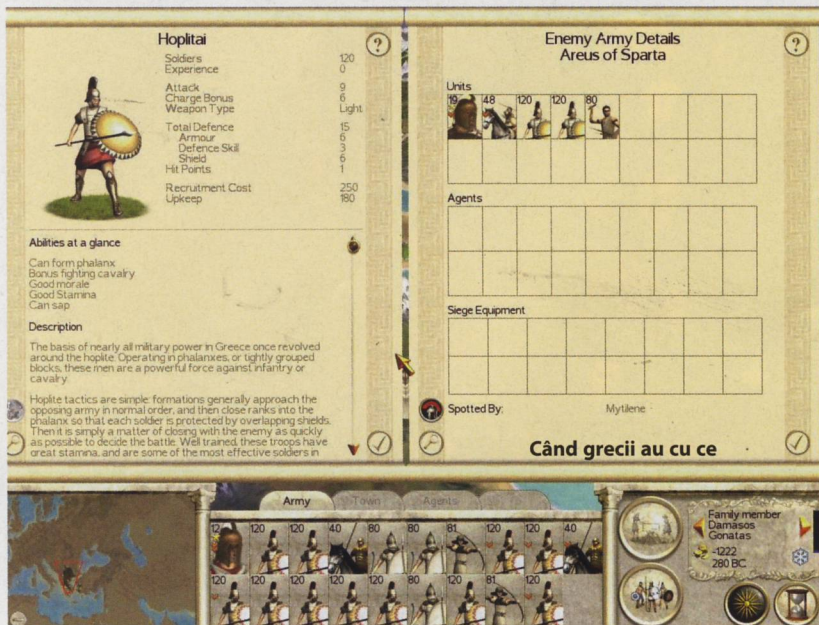 Hoplitai
?
Soldiers 120
Experience 0
Attack 9
Charge Bonus 6
Weapon Type Light
Total Defence 15
Armour 6
Defence Skill 3
Shield 6
Hit Points 1
Recruitment Cost 250
Upkeep 180
Abilities at a glance
Can form phalanx
Bonus fighting cavalry
Good morale
Good Stamina
Can sap
Description
The basis of nearly all military power in Greece once revolved
around the hoplite. Operating in phalanxes, or tightly grouped
blocks, these men are a powerful force against infantry or
cavalry.
Hoplite tactics are simple: formations generally approach the
opposing army in normal order, and then close ranks into the
phalanx so that each soldier is protected by overlapping shields.
Then it is simply a matter of closing with the enemy as quickly
as possible to decide the battle. Well trained, these troops have
great stamina, and are some of the most effective soldiers in
Enemy Army Details
Areus of Sparta
?
Units
19 48 120 120 80
Agents
Siege Equipment
Spotted By: Mytilene
Când grecii au cu ce
Army Town Agents
120 120 40 80 80 81 120 120 120 40
120 120 120 120 120 80 120 81 120
Family member
Damasos
Gonatas
-1222
280 BC